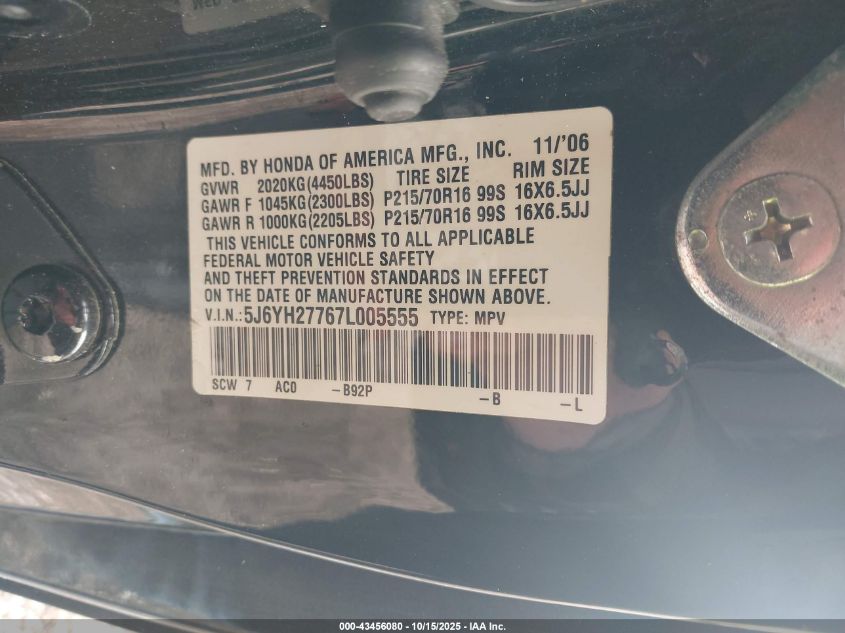 MFD. BY HONDA OF AMERICA MFG., INC. 11/'06
GVWR 2020KG(4450LBS) TIRE SIZE RIM SIZE
GAWR F 1045KG(2300LBS) P215/70R16 99S 16X6.5JJ
GAWR R 1000KG(2205LBS) P215/70R16 99S 16X6.5JJ
THIS VEHICLE CONFORMS TO ALL APPLICABLE
FEDERAL MOTOR VEHICLE SAFETY
AND THEFT PREVENTION STANDARDS IN EFFECT
ON THE DATE OF MANUFACTURE SHOWN ABOVE.
V.I.N.: 5J6YH27767L005555 TYPE: MPV
SCW 7 AC0 -B92P -B -L
000-43456080 - 10/15/2025 - IAA Inc.